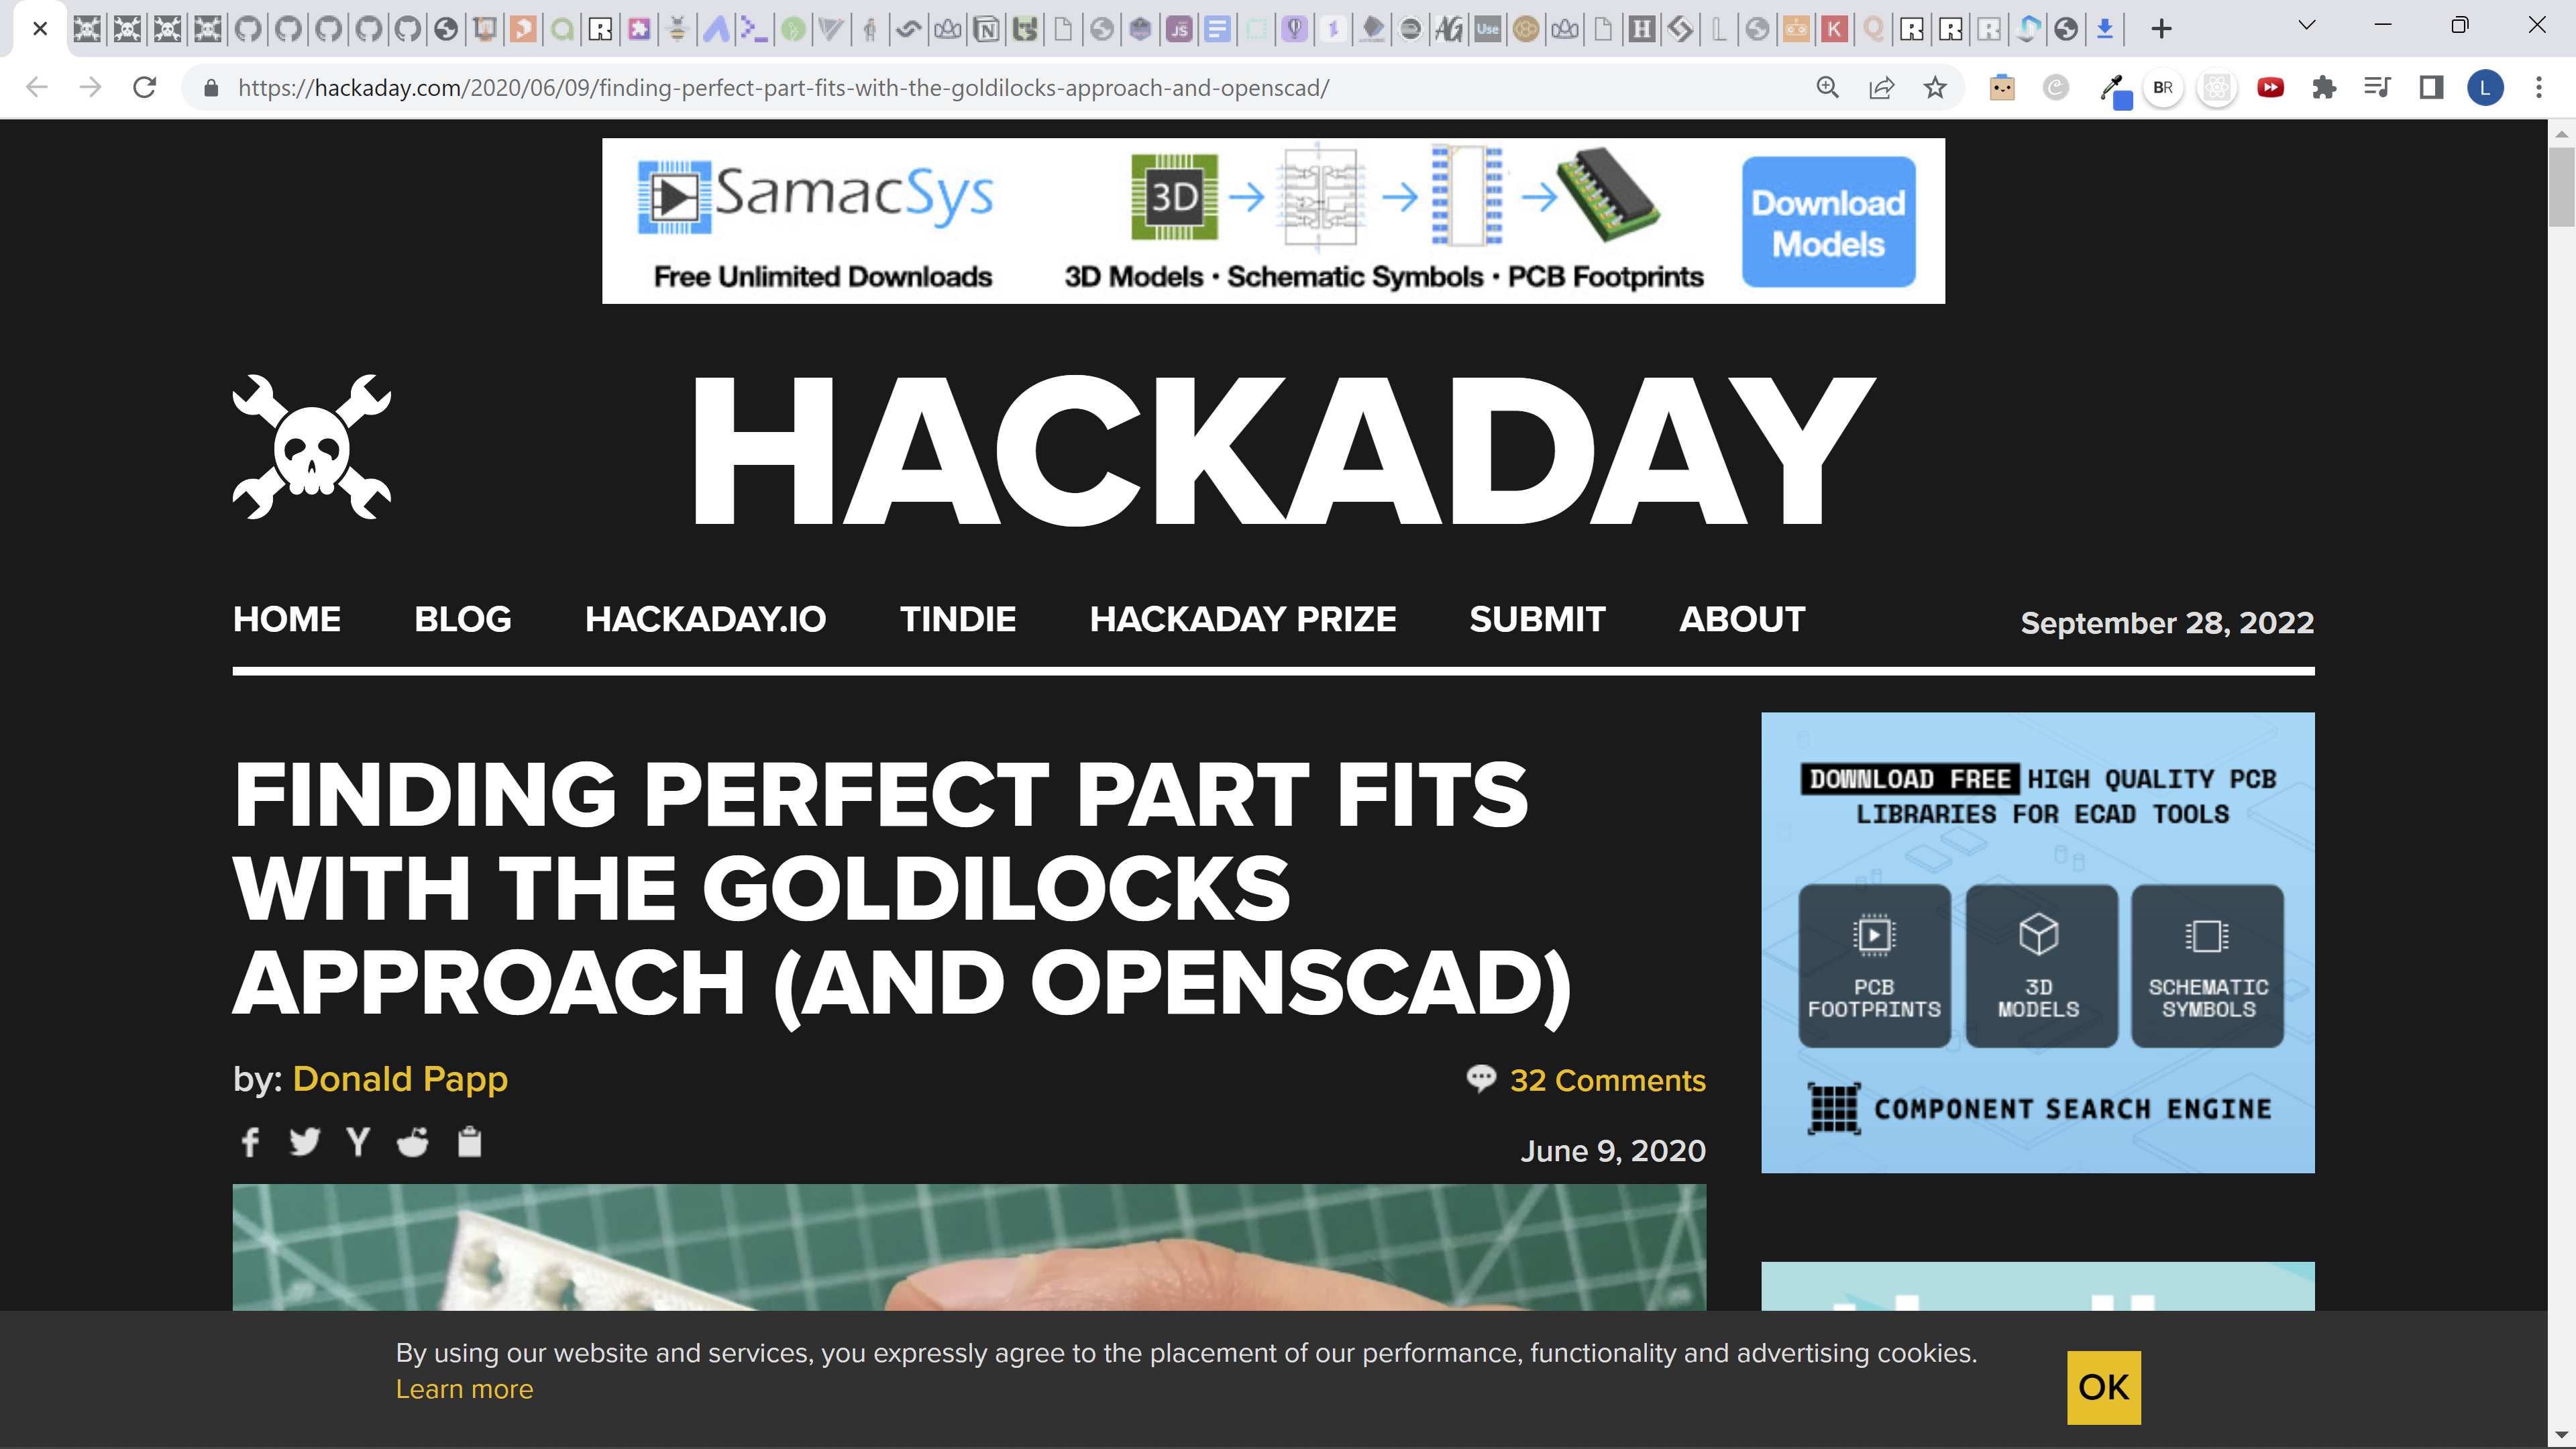 https://hackaday.com/2020/06/09/finding-perfect-part-fits-with-the-goldilocks-approach-and-openscad/
BR
L
SamacSys
Free Unlimited Downloads
3D
3D Models • Schematic Symbols • PCB Footprints
Download
Models
HACKADAY
HOME BLOG HACKADAY.IO TINDIE HACKADAY PRIZE SUBMIT ABOUT
September 28, 2022
FINDING PERFECT PART FITS
WITH THE GOLDILOCKS
APPROACH (AND OPENSCAD)
by: Donald Papp
32 Comments
June 9, 2020
DOWNLOAD FREE HIGH QUALITY PCB
LIBRARIES FOR ECAD TOOLS
PCB
FOOTPRINTS
3D
MODELS
SCHEMATIC
SYMBOLS
COMPONENT SEARCH ENGINE
By using our website and services, you expressly agree to the placement of our performance, functionality and advertising cookies.
Learn more
OK